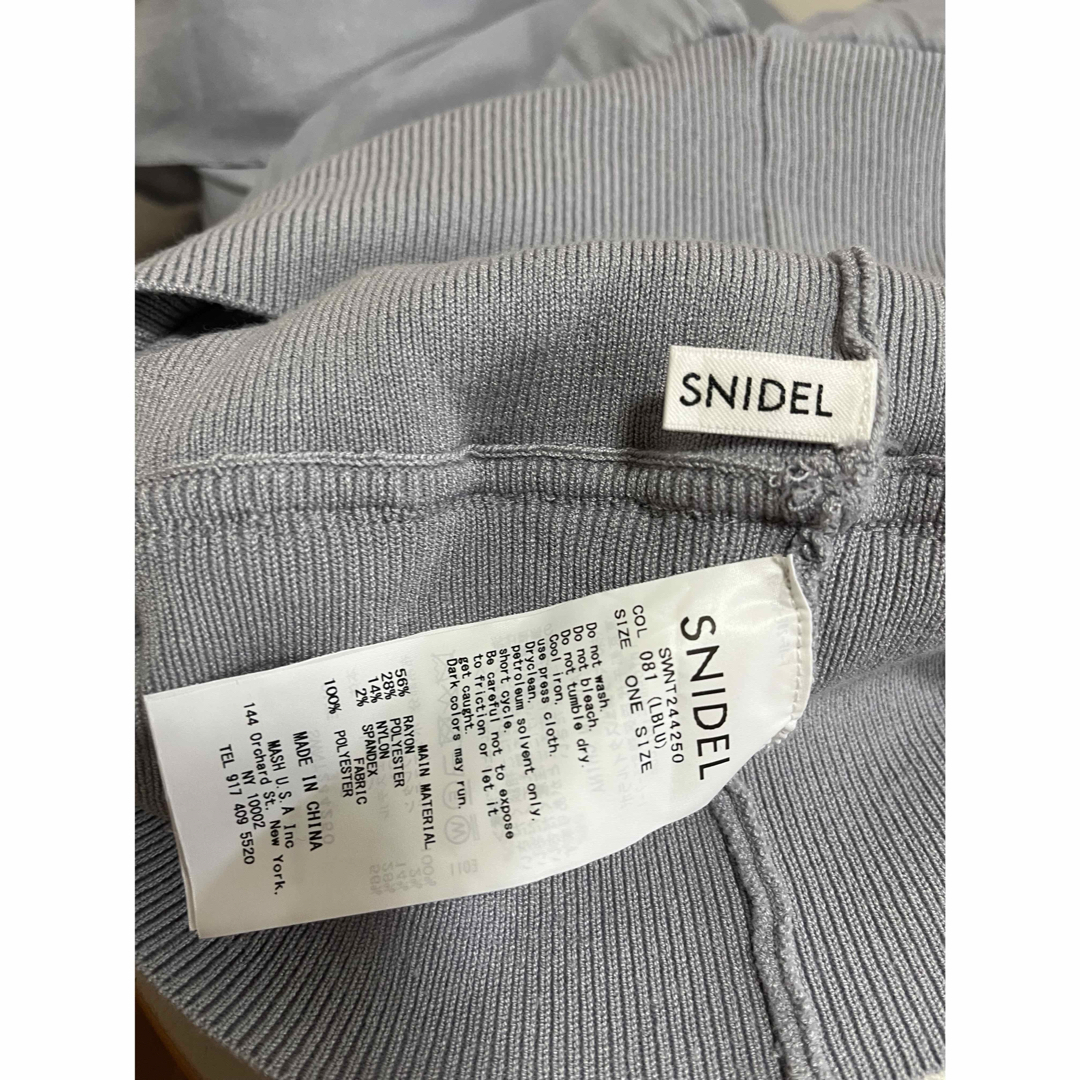 SNIDEL
SNIDEL
SWNT244250
COL 081 (LBLU)
SIZE ONE SIZE
Do not wash.
Do not bleach.
Do not tumble dry.
Cool iron.
use press cloth.
Dryclean.
petroleum solvent only.
short cycle.
Be careful not to expose
to friction or let it
get caught.
Dark colors may run.
MAIN MATERIAL
56% RAYON
28% POLYESTER
14% NYLON
2% SPANDEX
FABRIC
100% POLYESTER
MADE IN CHINA
MASH U.S.A Inc
144 Orchard St. New York.
NY 10002
TEL 917 409 5520